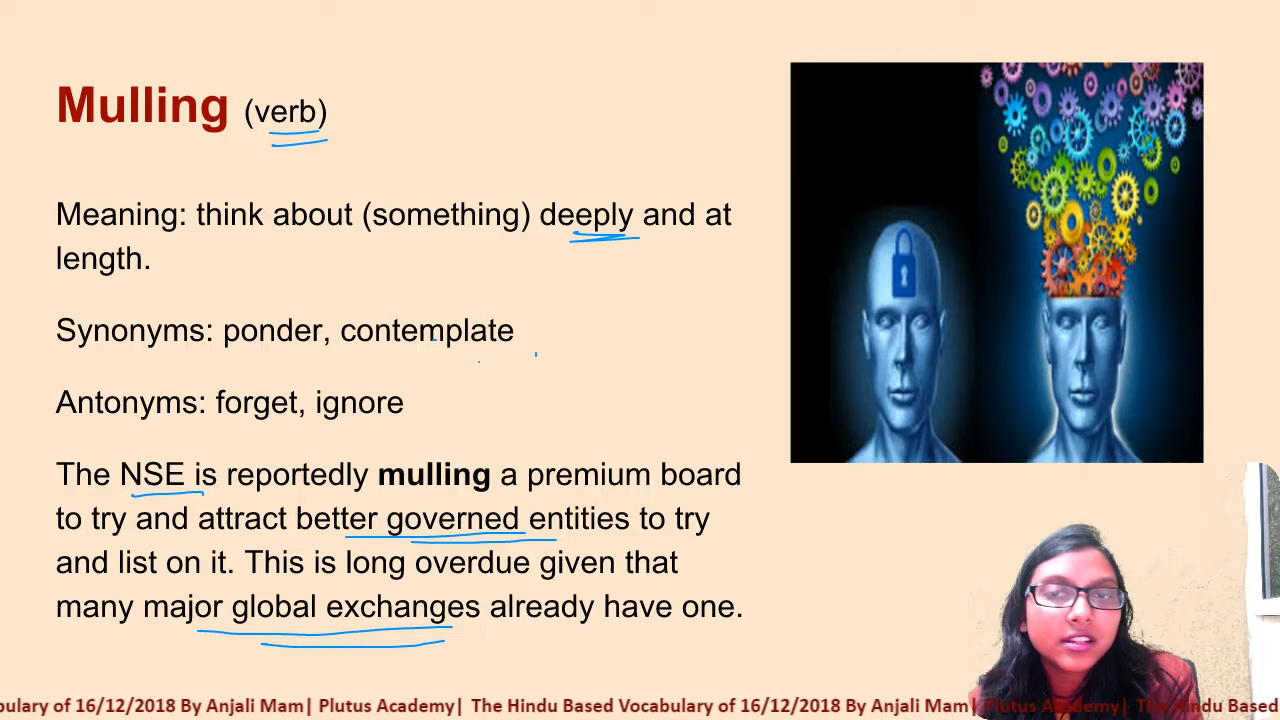 Mulling (verb)
Meaning: think about (something) deeply and at
length.
Synonyms: ponder, contemplate
Antonyms: forget, ignore
The NSE is reportedly mulling a premium board
to try and attract better governed entities to try
and list on it. This is long overdue given that
many major global exchanges already have one.
bulary of 16/12/2018 By Anjali Mam| Plutus Academy| The Hindu Based Vocabulary of 16/12/2018 By Anjali Mam| Plutus Academy| The Hindu Based